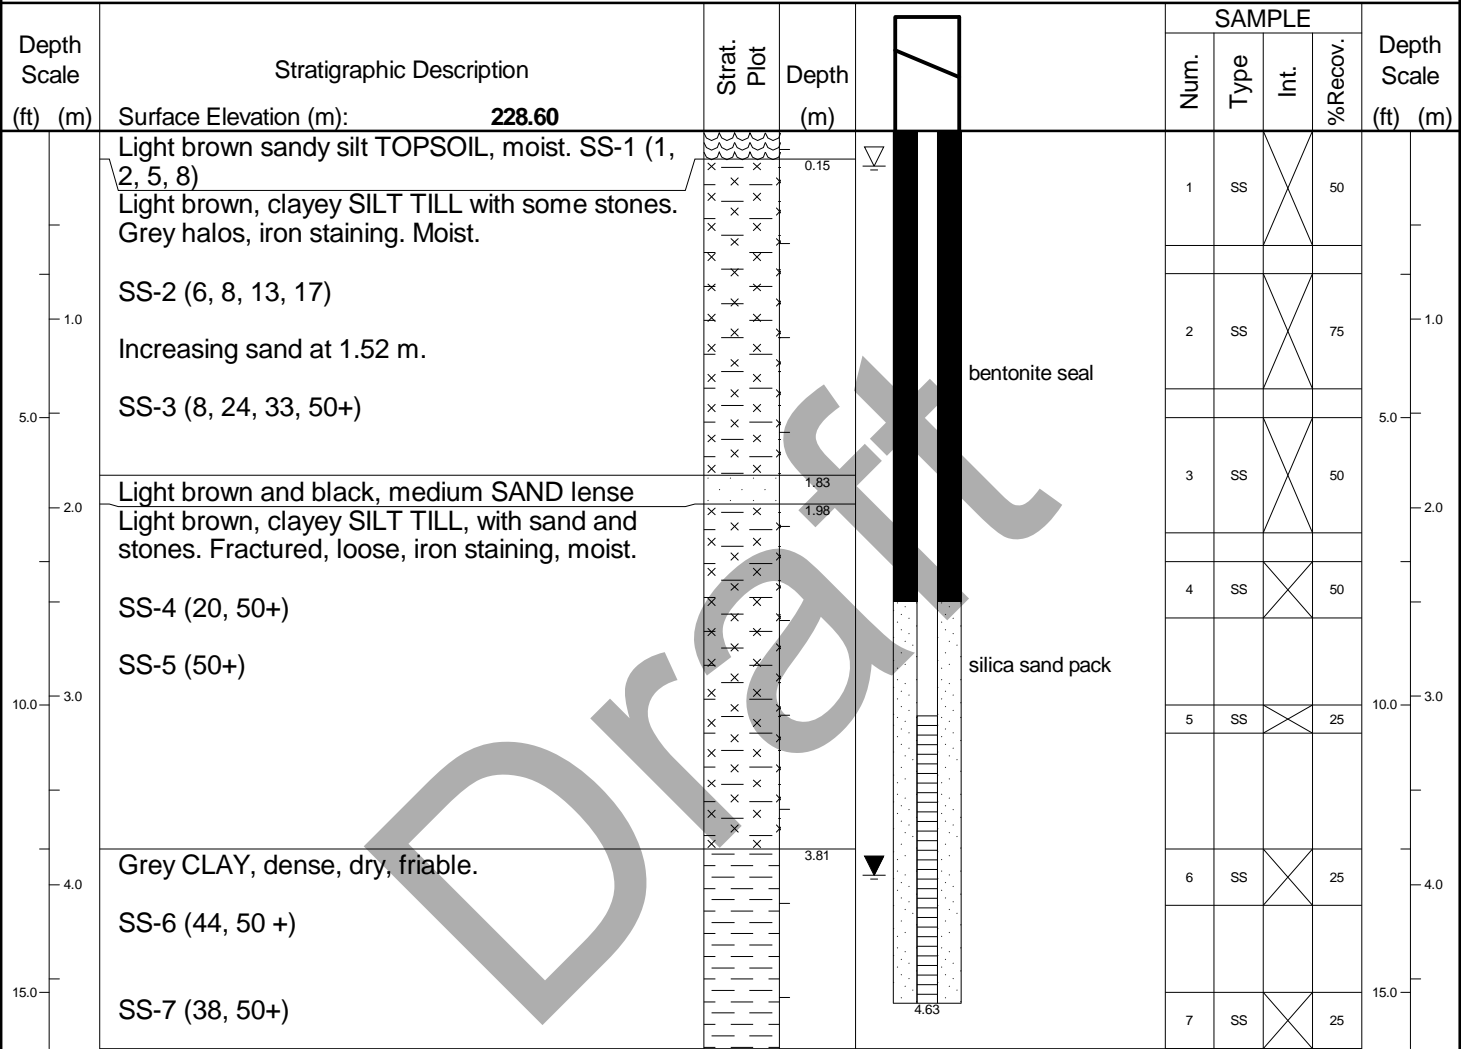 SAMPLE
Depth
Scale
(ft) (m)
Stratigraphic Description
Surface Elevation (m): 228.60
Strat.
Plot
Depth
(m)
Num.
Type
Int.
%Recov.
Depth
Scale
(ft) (m)
Light brown sandy silt TOPSOIL, moist. SS-1 (1,
2, 5, 8)
0.15
1 SS 50
Light brown, clayey SILT TILL with some stones.
Grey halos, iron staining. Moist.
SS-2 (6, 8, 13, 17)
1.0
2 SS 75
1.0
Increasing sand at 1.52 m.
bentonite seal
SS-3 (8, 24, 33, 50+)
5.0
5.0
3 SS 50
1.83
Light brown and black, medium SAND lense
2.0
1.98
2.0
Light brown, clayey SILT TILL, with sand and
stones. Fractured, loose, iron staining, moist.
4 SS 50
SS-4 (20, 50+)
SS-5 (50+)
silica sand pack
10.0
3.0
10.0
3.0
5 SS 25
3.81
Grey CLAY, dense, dry, friable.
4.0
6 SS 25
4.0
SS-6 (44, 50 +)
15.0
15.0
SS-7 (38, 50+)
4.63
7 SS 25
Draft